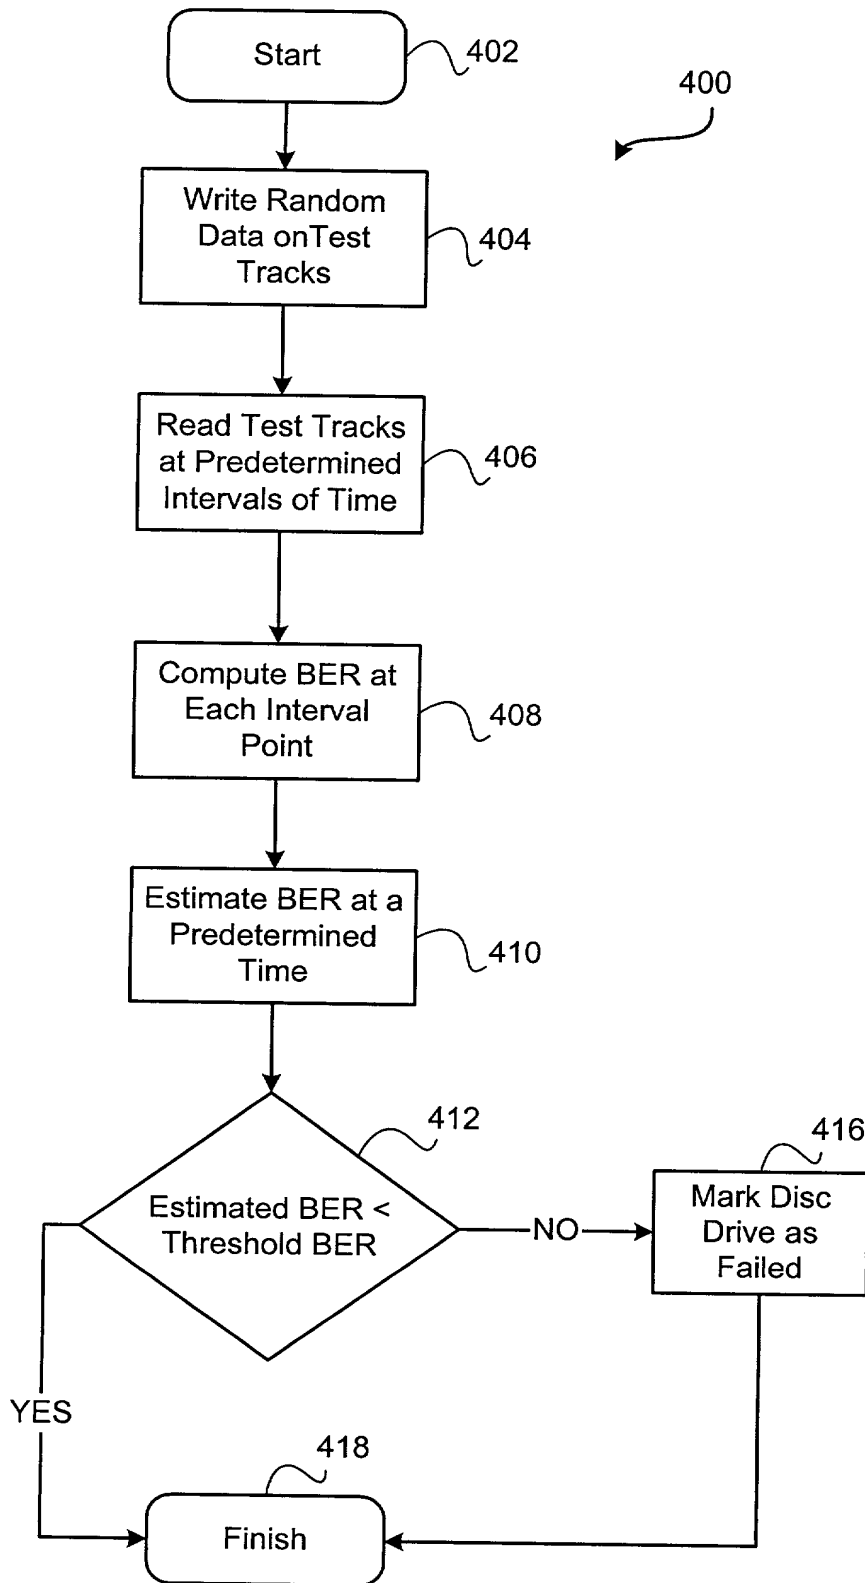 Start
402
400
Write Random
Data onTest
Tracks
404
Read Test Tracks
at Predetermined
Intervals of Time
406
Compute BER at
Each Interval
Point
408
Estimate BER at a
Predetermined
Time
410
412
Estimated BER <
Threshold BER
NO
416
Mark Disc
Drive as
Failed
YES
418
Finish